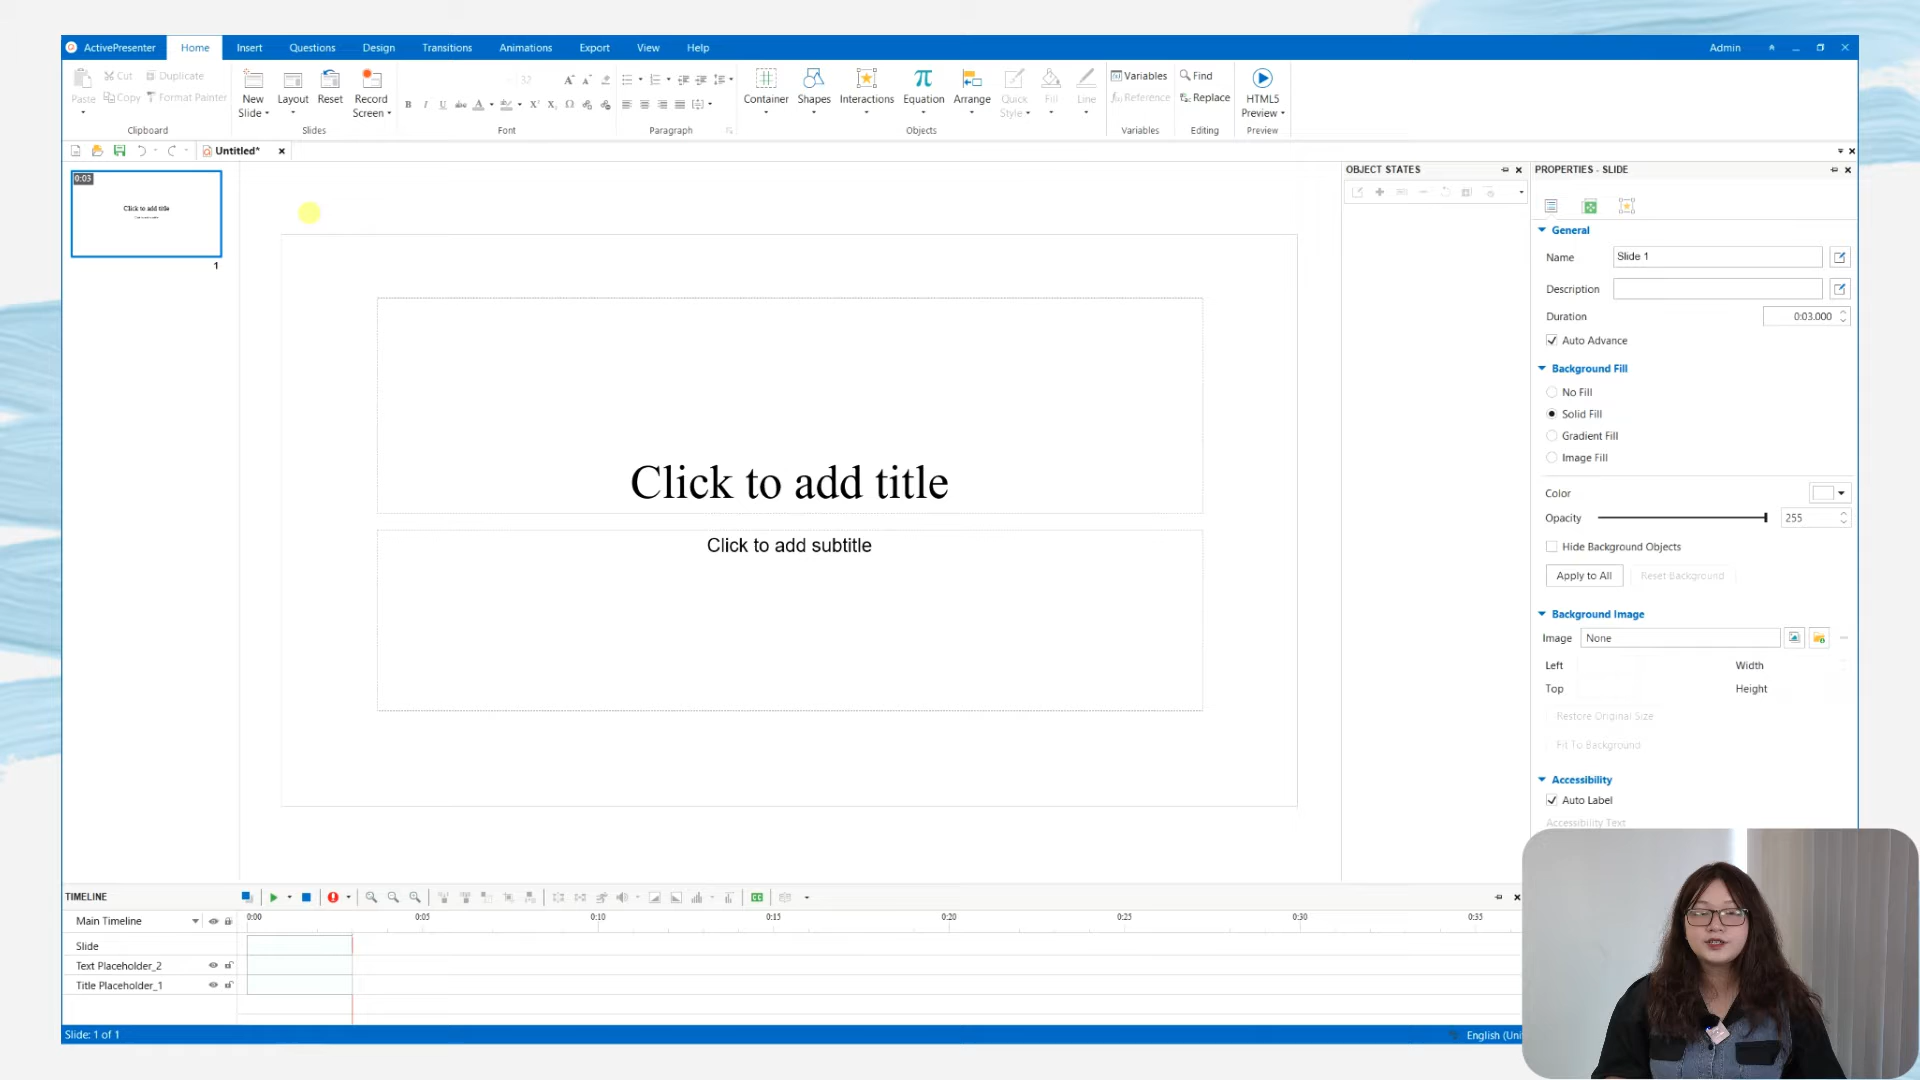 ActivePresenter Home Insert Questions Design Transitions Animations Export View Help Admin
Paste Cut Copy Duplicate Format Painter
Clipboard
New Slide Layout Reset Record Screen
Slides
32
Font
Paragraph
Container Shapes Interactions Equation Arrange Quick Style Fill Line
Objects
Variables Reference
Variables
Find Replace
Editing
HTML5 Preview
Preview
Untitled*
0:03
Click to add title
1
Click to add title
Click to add subtitle
OBJECT STATES
PROPERTIES - SLIDE
General
Name Slide 1
Description
Duration 0:03.000
Auto Advance
Background Fill
No Fill
Solid Fill
Gradient Fill
Image Fill
Color
Opacity 255
Hide Background Objects
Apply to All Reset Background
Background Image
Image None
Left Width
Top Height
Restore Original Size
Fit To Background
Accessibility
Auto Label
Accessibility Text
TIMELINE
CC
Main Timeline 0:00 0:05 0:10 0:15 0:20 0:25 0:30 0:35
Slide
Text Placeholder_2
Title Placeholder_1
Slide: 1 of 1
English (Uni